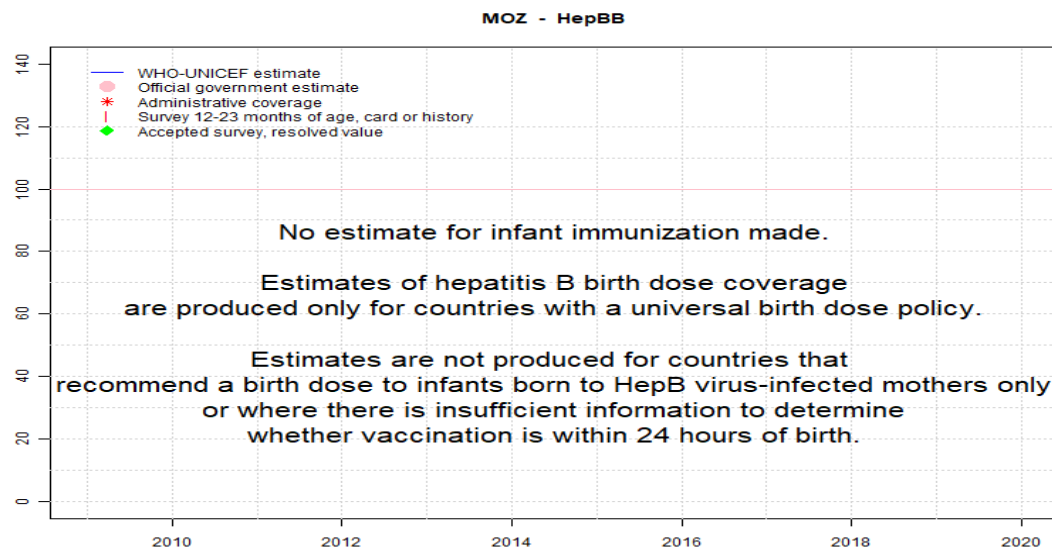 MOZ - HepBB
WHO-UNICEF estimate
Official government estimate
Administrative coverage
Survey 12-23 months of age, card or history
Accepted survey, resolved value
140
120
100
80
60
40
20
0
No estimate for infant immunization made.
Estimates of hepatitis B birth dose coverage
are produced only for countries with a universal birth dose policy.
Estimates are not produced for countries that
recommend a birth dose to infants born to HepB virus-infected mothers only
or where there is insufficient information to determine
whether vaccination is within 24 hours of birth.
2010 2012 2014 2016 2018 2020